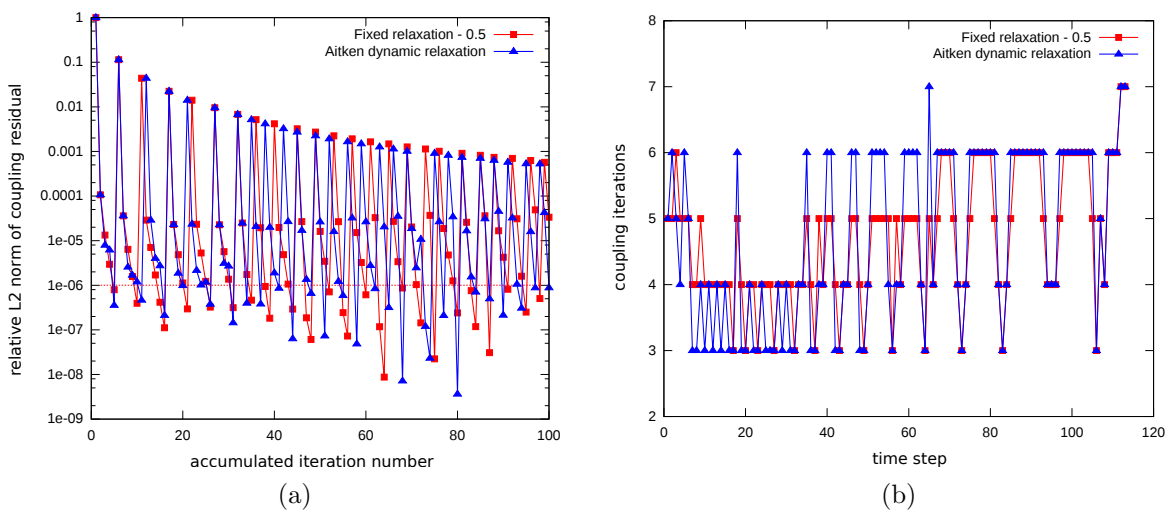 Fixed relaxation - 0.5
Aitken dynamic relaxation
relative L2 norm of coupling residual
1
0.1
0.01
0.001
0.0001
1e-05
1e-06
1e-07
1e-08
1e-09
0 20 40 60 80 100
accumulated iteration number
(a)
Fixed relaxation - 0.5
Aitken dynamic relaxation
coupling iterations
8
7
6
5
4
3
2
0 20 40 60 80 100 120
time step
(b)